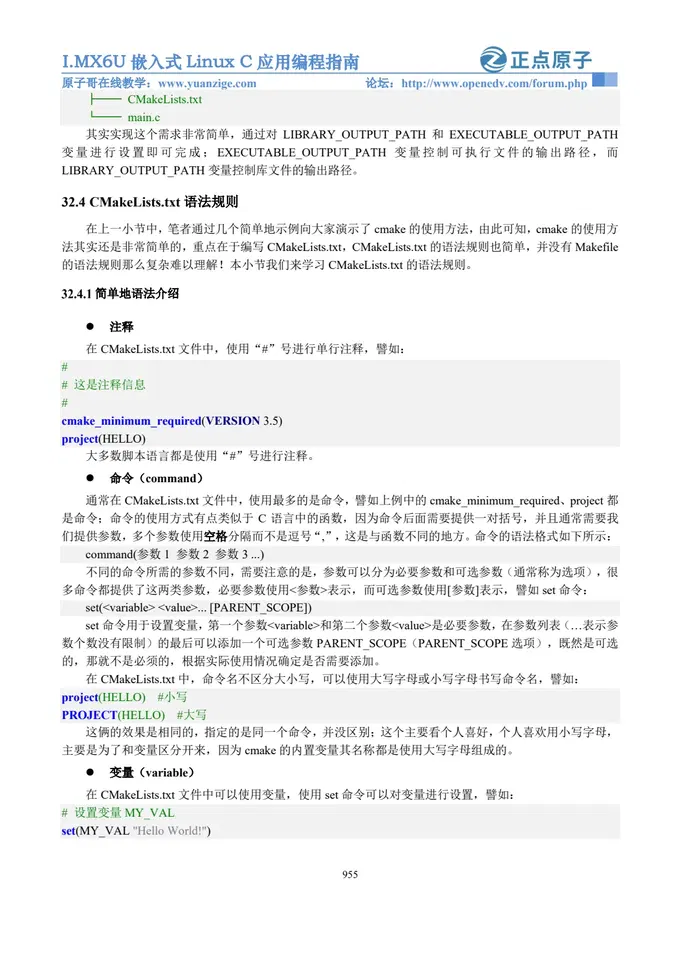 I.MX6U 嵌入式 Linux C 应用编程指南
正点原子
原子哥在线教学：www.yuanzige.com 论坛：http://www.openedv.com/forum.php
├── CMakeLists.txt
└── main.c
其实实现这个需求非常简单，通过对 LIBRARY_OUTPUT_PATH 和 EXECUTABLE_OUTPUT_PATH
变量进行设置即可完成；EXECUTABLE_OUTPUT_PATH 变量控制可执行文件的输出路径，而
LIBRARY_OUTPUT_PATH 变量控制库文件的输出路径。
32.4 CMakeLists.txt 语法规则
在上一小节中，笔者通过几个简单地示例向大家演示了 cmake 的使用方法，由此可知，cmake 的使用方
法其实还是非常简单的，重点在于编写 CMakeLists.txt，CMakeLists.txt 的语法规则也简单，并没有 Makefile
的语法规则那么复杂难以理解！本小节我们来学习 CMakeLists.txt 的语法规则。
32.4.1 简单地语法介绍
● 注释
在 CMakeLists.txt 文件中，使用“#”号进行单行注释，譬如：
#
# 这是注释信息
#
cmake_minimum_required(VERSION 3.5)
project(HELLO)
大多数脚本语言都是使用“#”号进行注释。
● 命令（command）
通常在 CMakeLists.txt 文件中，使用最多的是命令，譬如上例中的 cmake_minimum_required、project 都
是命令；命令的使用方式有点类似于 C 语言中的函数，因为命令后面需要提供一对括号，并且通常需要我
们提供参数，多个参数使用空格分隔而不是逗号“,”，这是与函数不同的地方。命令的语法格式如下所示：
command(参数 1 参数 2 参数 3 ...)
不同的命令所需的参数不同，需要注意的是，参数可以分为必要参数和可选参数（通常称为选项），很
多命令都提供了这两类参数，必要参数使用<参数>表示，而可选参数使用[参数]表示，譬如 set 命令：
set(<variable> <value>... [PARENT_SCOPE])
set 命令用于设置变量，第一个参数<variable>和第二个参数<value>是必要参数，在参数列表（…表示参
数个数没有限制）的最后可以添加一个可选参数 PARENT_SCOPE（PARENT_SCOPE 选项），既然是可选
的，那就不是必须的，根据实际使用情况确定是否需要添加。
在 CMakeLists.txt 中，命令名不区分大小写，可以使用大写字母或小写字母书写命令名，譬如：
project(HELLO) #小写
PROJECT(HELLO) #大写
这俩的效果是相同的，指定的是同一个命令，并没区别；这个主要看个人喜好，个人喜欢用小写字母，
主要是为了和变量区分开来，因为 cmake 的内置变量其名称都是使用大写字母组成的。
● 变量（variable）
在 CMakeLists.txt 文件中可以使用变量，使用 set 命令可以对变量进行设置，譬如：
# 设置变量 MY_VAL
set(MY_VAL "Hello World!")
955